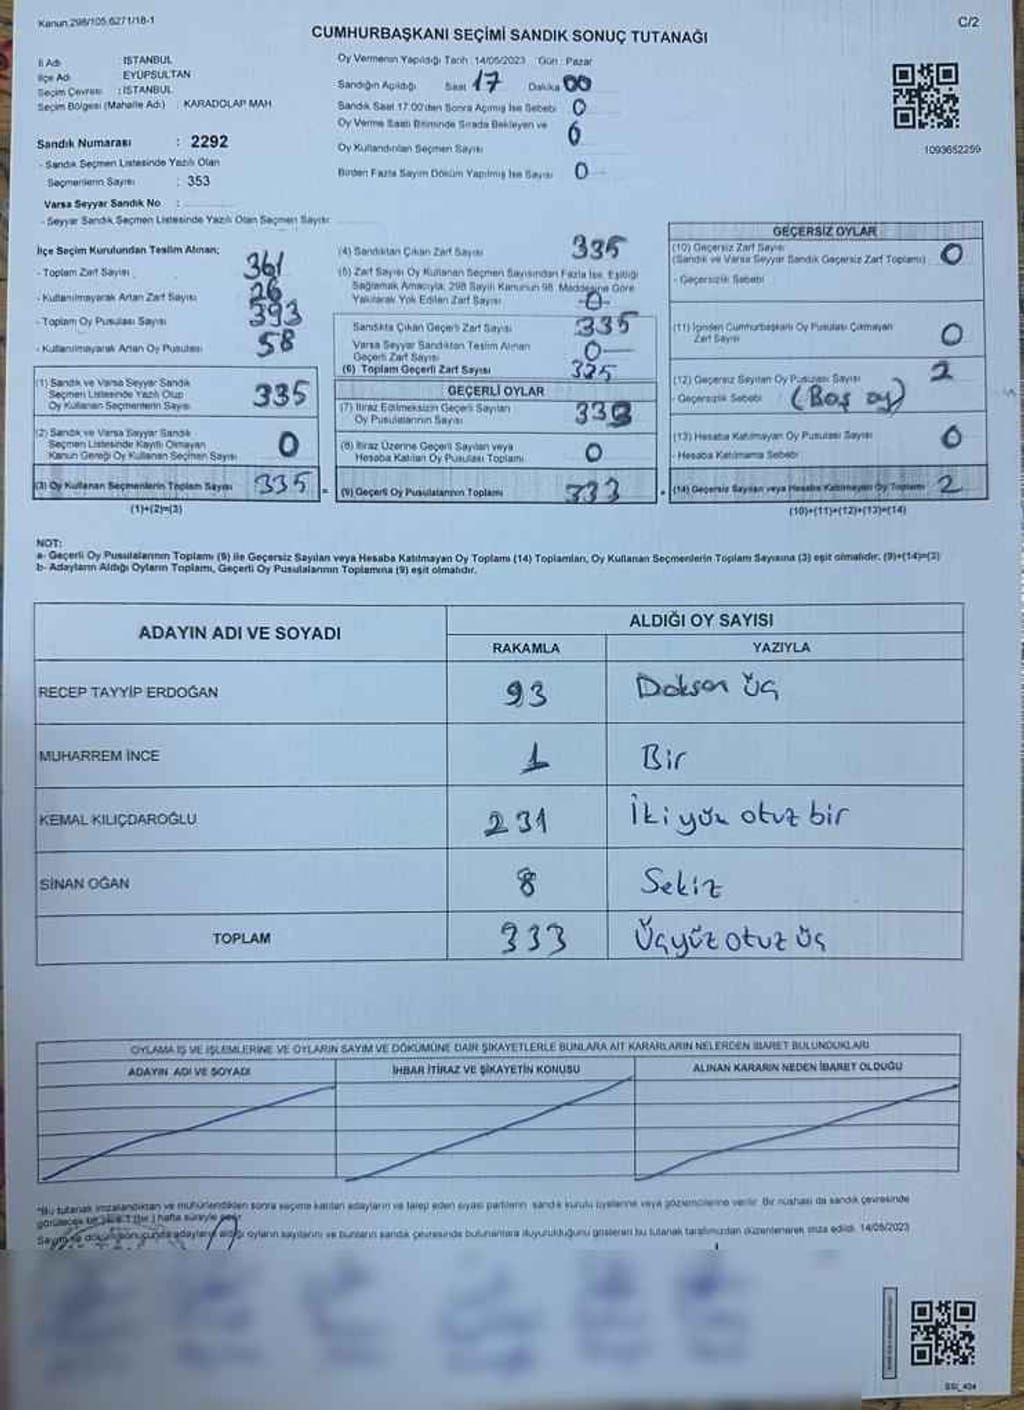 Kanun.298/105.6271/18-1
C/2
CUMHURBAŞKANI SEÇİMİ SANDIK SONUÇ TUTANAĞI
İl Adı İSTANBUL
İlçe Adı EYÜPSULTAN
Seçim Çevresi : İSTANBUL
Seçim Bölgesi (Mahalle Adı) : KARADOLAP MAH
Sandık Numarası : 2292
- Sandık Seçmen Listesinde Yazılı Olan
Seçmenlerin Sayısı : 353
Varsa Seyyar Sandık No :
- Seyyar Sandık Seçmen Listesinde Yazılı Olan Seçmen Sayısı:
Oy Vermenin Yapıldığı Tarih : 14/05/2023 Gün : Pazar
Sandığın Açıldığı Saat 17 Dakika 00
Sandık Saat 17.00'den Sonra Açılmış İse Sebebi 0
Oy Verme Saati Bitiminde Sırada Bekleyen ve
Oy Kullandırılan Seçmen Sayısı 0
Birden Fazla Sayım Döküm Yapılmış İse Sayısı 0
1093652259
İlçe Seçim Kurulundan Teslim Alınan;
- Toplam Zarf Sayısı 361
- Kullanılmayarak Artan Zarf Sayısı 26
- Toplam Oy Pusulası Sayısı 393
- Kullanılmayarak Artan Oy Pusulası 58
(1) Sandık ve Varsa Seyyar Sandık
Seçmen Listesinde Yazılı Olup
Oy Kullanan Seçmenlerin Sayısı 335
(2) Sandık ve Varsa Seyyar Sandık
Seçmen Listesinde Kayıtlı Olmayan
Kanun Gereği Oy Kullanan Seçmen Sayısı 0
(3) Oy Kullanan Seçmenlerin Toplam Sayısı 335 =
(1)+(2)=(3)
(4) Sandıktan Çıkan Zarf Sayısı 335
(5) Zarf Sayısı Oy Kullanan Seçmen Sayısından Fazla İse, Eşitliği
Sağlamak Amacıyla; 298 Sayılı Kanunun 98. Maddesine Göre
Yakılarak Yok Edilen Zarf Sayısı -0-
Sandıkta Çıkan Geçerli Zarf Sayısı 335
Varsa Seyyar Sandıktan Teslim Alınan
Geçerli Zarf Sayısı 0
(6) Toplam Geçerli Zarf Sayısı 335
GEÇERLİ OYLAR
(7) İtiraz Edilmeksizin Geçerli Sayılan
Oy Pusulalarının Sayısı 333
(8) İtiraz Üzerine Geçerli Sayılan veya
Hesaba Katılan Oy Pusulası Toplamı 0
(9) Geçerli Oy Pusulalarının Toplamı 333 +
GEÇERSİZ OYLAR
(10) Geçersiz Zarf Sayısı
(Sandık ve Varsa Seyyar Sandık Geçersiz Zarf Toplamı) 0
- Geçersizlik Sebebi
(11) İçinden Cumhurbaşkanı Oy Pusulası Çıkmayan
Zarf Sayısı 0
(12) Geçersiz Sayılan Oy Pusulası Sayısı 2
- Geçersizlik Sebebi (Boş oy)
(13) Hesaba Katılmayan Oy Pusulası Sayısı 0
- Hesaba Katılmama Sebebi
(14) Geçersiz Sayılan veya Hesaba Katılmayan Oy Toplamı 2
(10)+(11)+(12)+(13)=(14)
NOT:
a- Geçerli Oy Pusulalarının Toplamı (9) ile Geçersiz Sayılan veya Hesaba Katılmayan Oy Toplamı (14) Toplamları, Oy Kullanan Seçmenlerin Toplam Sayısına (3) eşit olmalıdır. (9)+(14)=(3)
b- Adayların Aldığı Oyların Toplamı, Geçerli Oy Pusulalarının Toplamına (9) eşit olmalıdır.
ADAYIN ADI VE SOYADI
ALDIĞI OY SAYISI
RAKAMLA YAZIYLA
RECEP TAYYİP ERDOĞAN 93 Doksan üç
MUHARREM İNCE 1 Bir
KEMAL KILIÇDAROĞLU 231 İkiyüz otuz bir
SİNAN OĞAN 8 Sekiz
TOPLAM 333 Üçyüz otuz üç
OYLAMA İŞ VE İŞLEMLERİNE VE OYLARIN SAYIM VE DÖKÜMÜNE DAİR ŞİKAYETLERLE BUNLARA AİT KARARLARIN NELERDEN İBARET BULUNDUKLARI
ADAYIN ADI VE SOYADI İHBAR İTİRAZ VE ŞİKAYETİN KONUSU ALINAN KARARIN NEDEN İBARET OLDUĞU
*Bu tutanak imzalandıktan ve mühürlendikten sonra seçime katılan adayların ve talep eden siyasi partilerin sandık kurulu üyelerine veya gözlemcilerine verilir. Bir nüshası da sandık çevresinde
görülecek bir yere 1 (bir) hafta süreyle asılır.
Sayım ve döküm sonucunda adayların aldığı oyların sayılarını ve bunların sandık çevresinde bulunanlara duyurulduğunu gösteren bu tutanak tarafımızdan düzenlenerek imza edildi. 14/05/2023